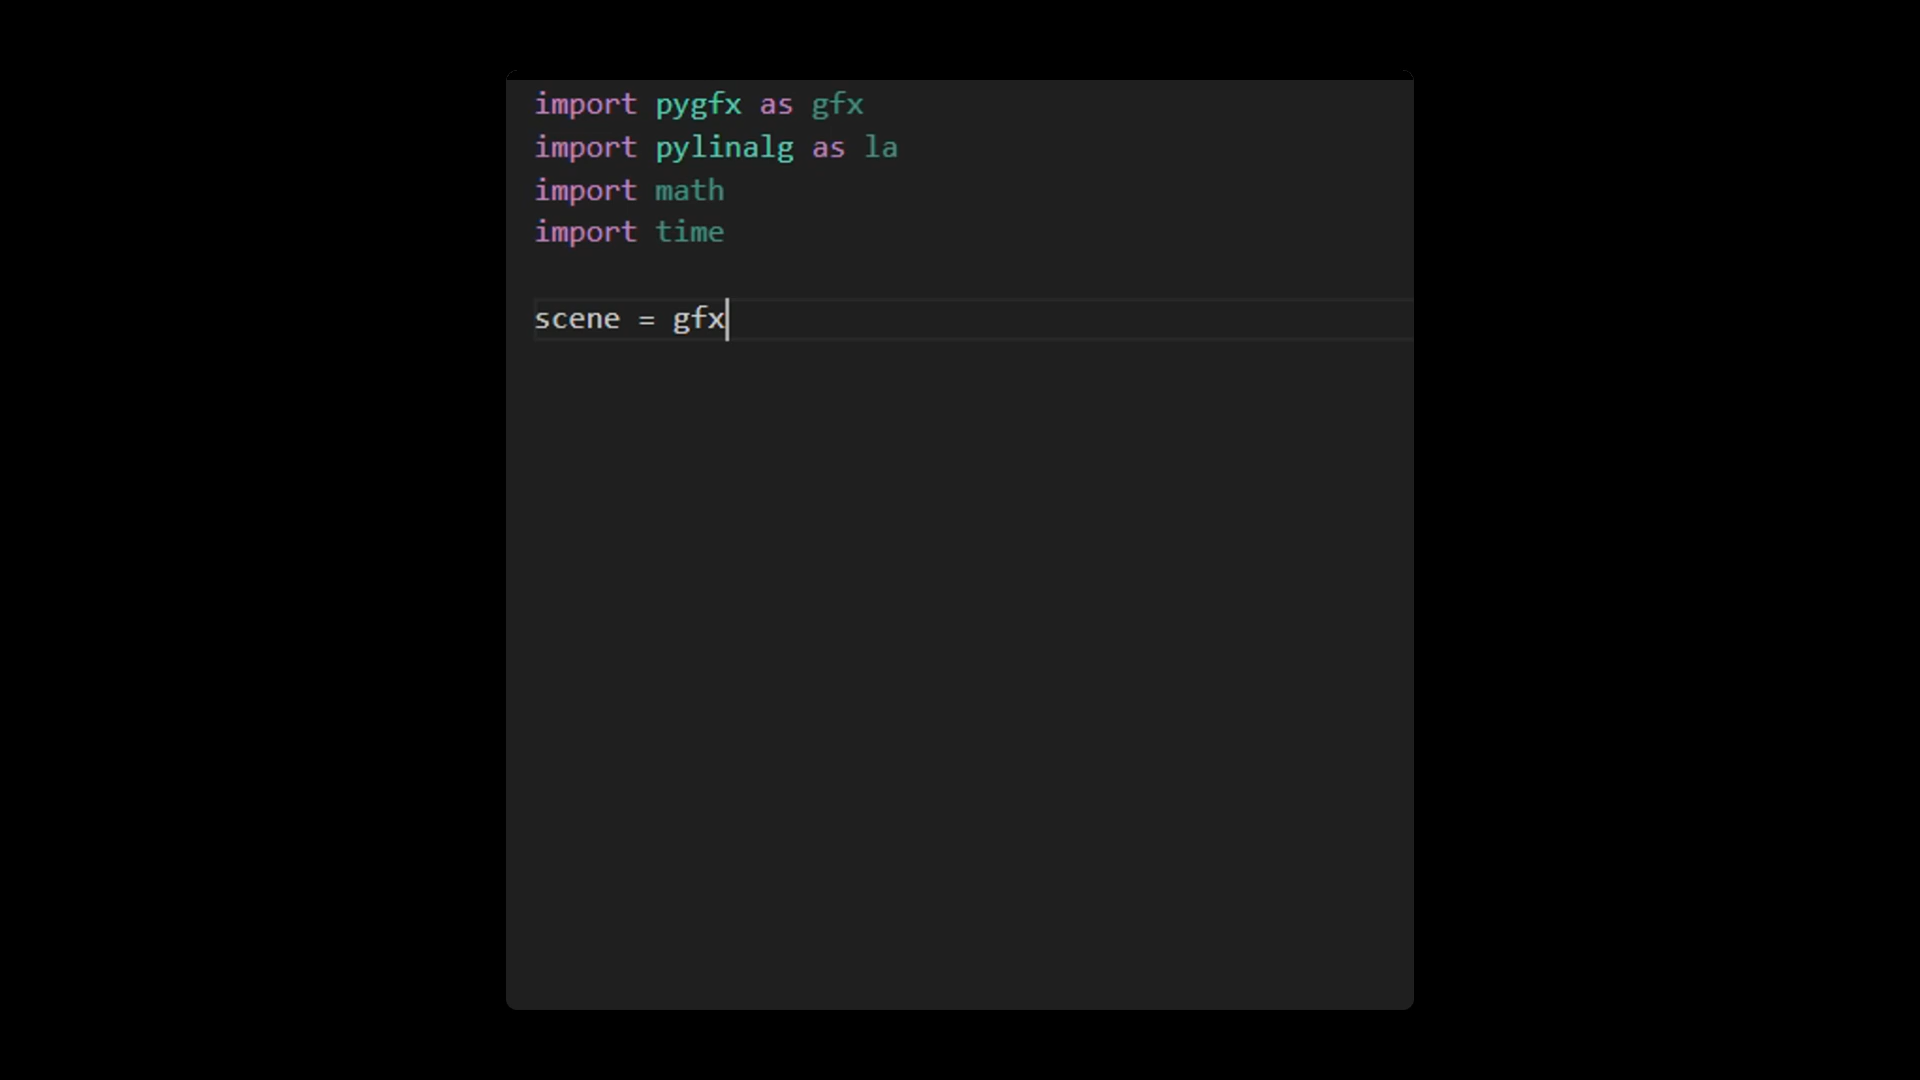 import pygfx as gfx
import pylinalg as la
import math
import time
scene = gfx